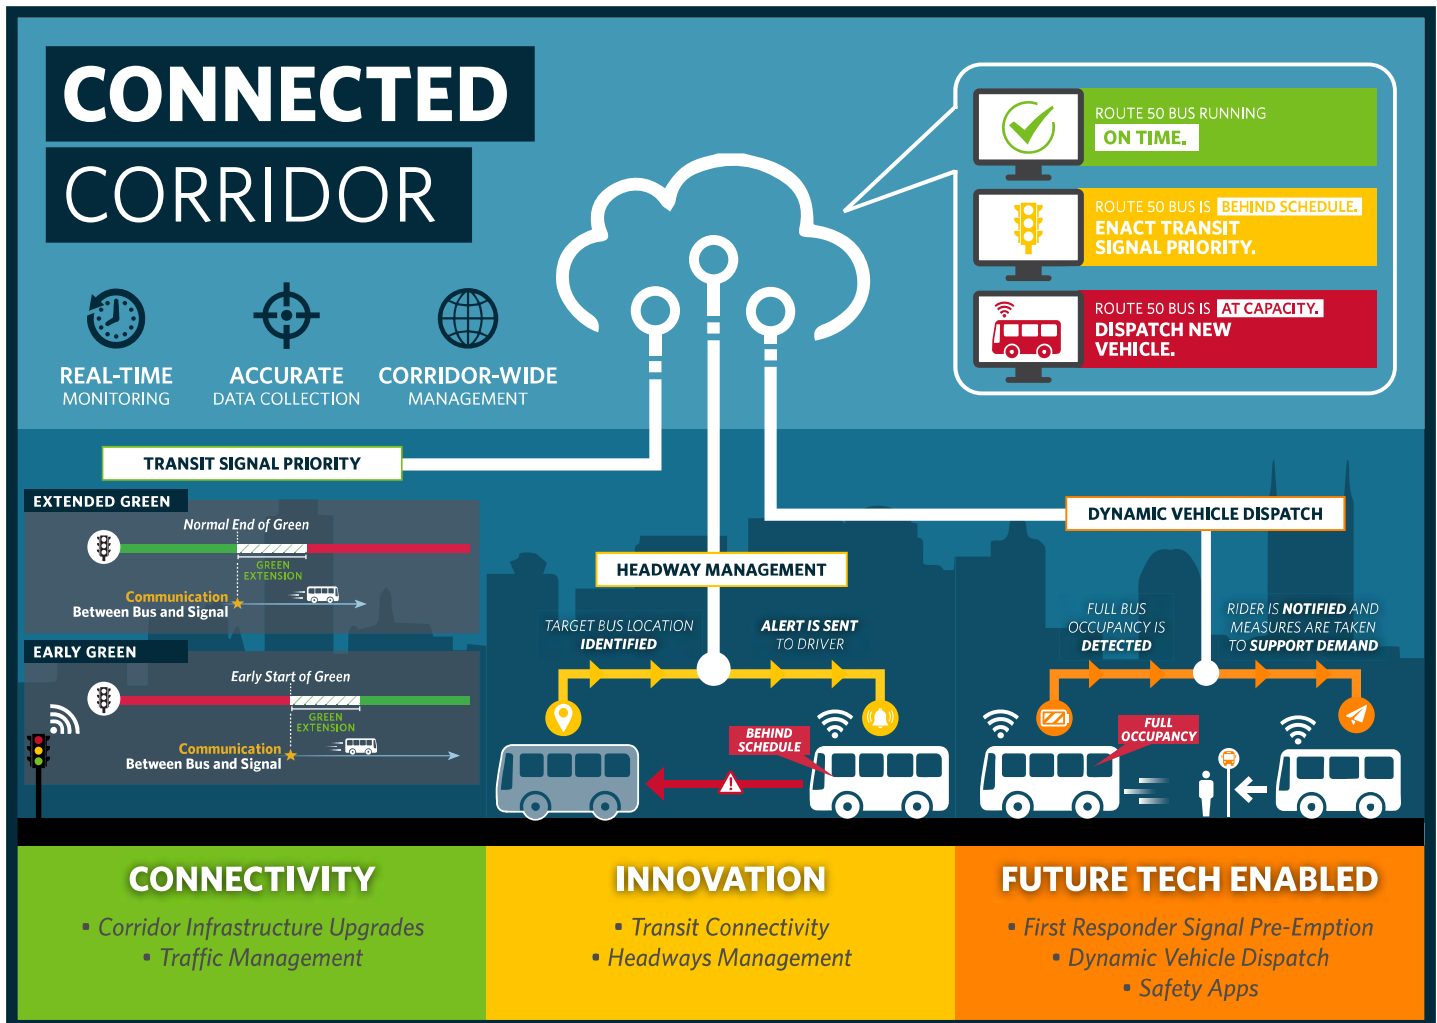 CONNECTED
CORRIDOR
REAL-TIME
MONITORING
ACCURATE
DATA COLLECTION
CORRIDOR-WIDE
MANAGEMENT
ROUTE 50 BUS RUNNING
ON TIME.
ROUTE 50 BUS IS BEHIND SCHEDULE.
ENACT TRANSIT
SIGNAL PRIORITY.
ROUTE 50 BUS IS AT CAPACITY.
DISPATCH NEW
VEHICLE.
TRANSIT SIGNAL PRIORITY
EXTENDED GREEN
Normal End of Green
GREEN
EXTENSION
Communication
Between Bus and Signal
EARLY GREEN
Early Start of Green
GREEN
EXTENSION
Communication
Between Bus and Signal
HEADWAY MANAGEMENT
TARGET BUS LOCATION
IDENTIFIED
ALERT IS SENT
TO DRIVER
BEHIND
SCHEDULE
DYNAMIC VEHICLE DISPATCH
FULL BUS
OCCUPANCY IS
DETECTED
RIDER IS NOTIFIED AND
MEASURES ARE TAKEN
TO SUPPORT DEMAND
FULL
OCCUPANCY
CONNECTIVITY
• Corridor Infrastructure Upgrades
• Traffic Management
INNOVATION
• Transit Connectivity
• Headways Management
FUTURE TECH ENABLED
• First Responder Signal Pre-Emption
• Dynamic Vehicle Dispatch
• Safety Apps